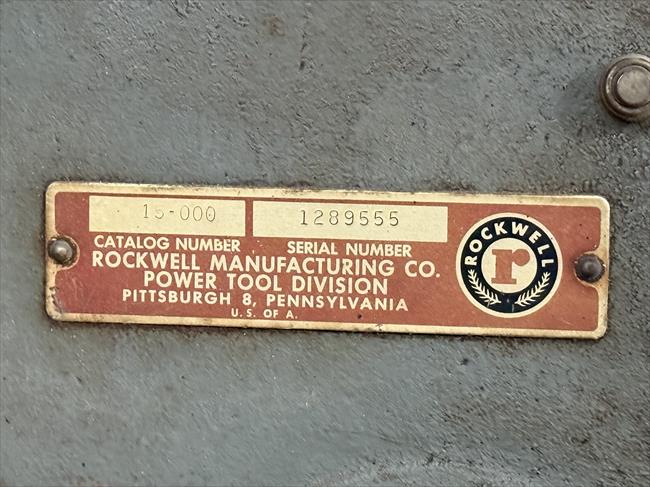 15-000 1289555
CATALOG NUMBER SERIAL NUMBER
ROCKWELL MANUFACTURING CO.
POWER TOOL DIVISION
PITTSBURGH 8, PENNSYLVANIA
U.S. OF A.
ROCKWELL
r